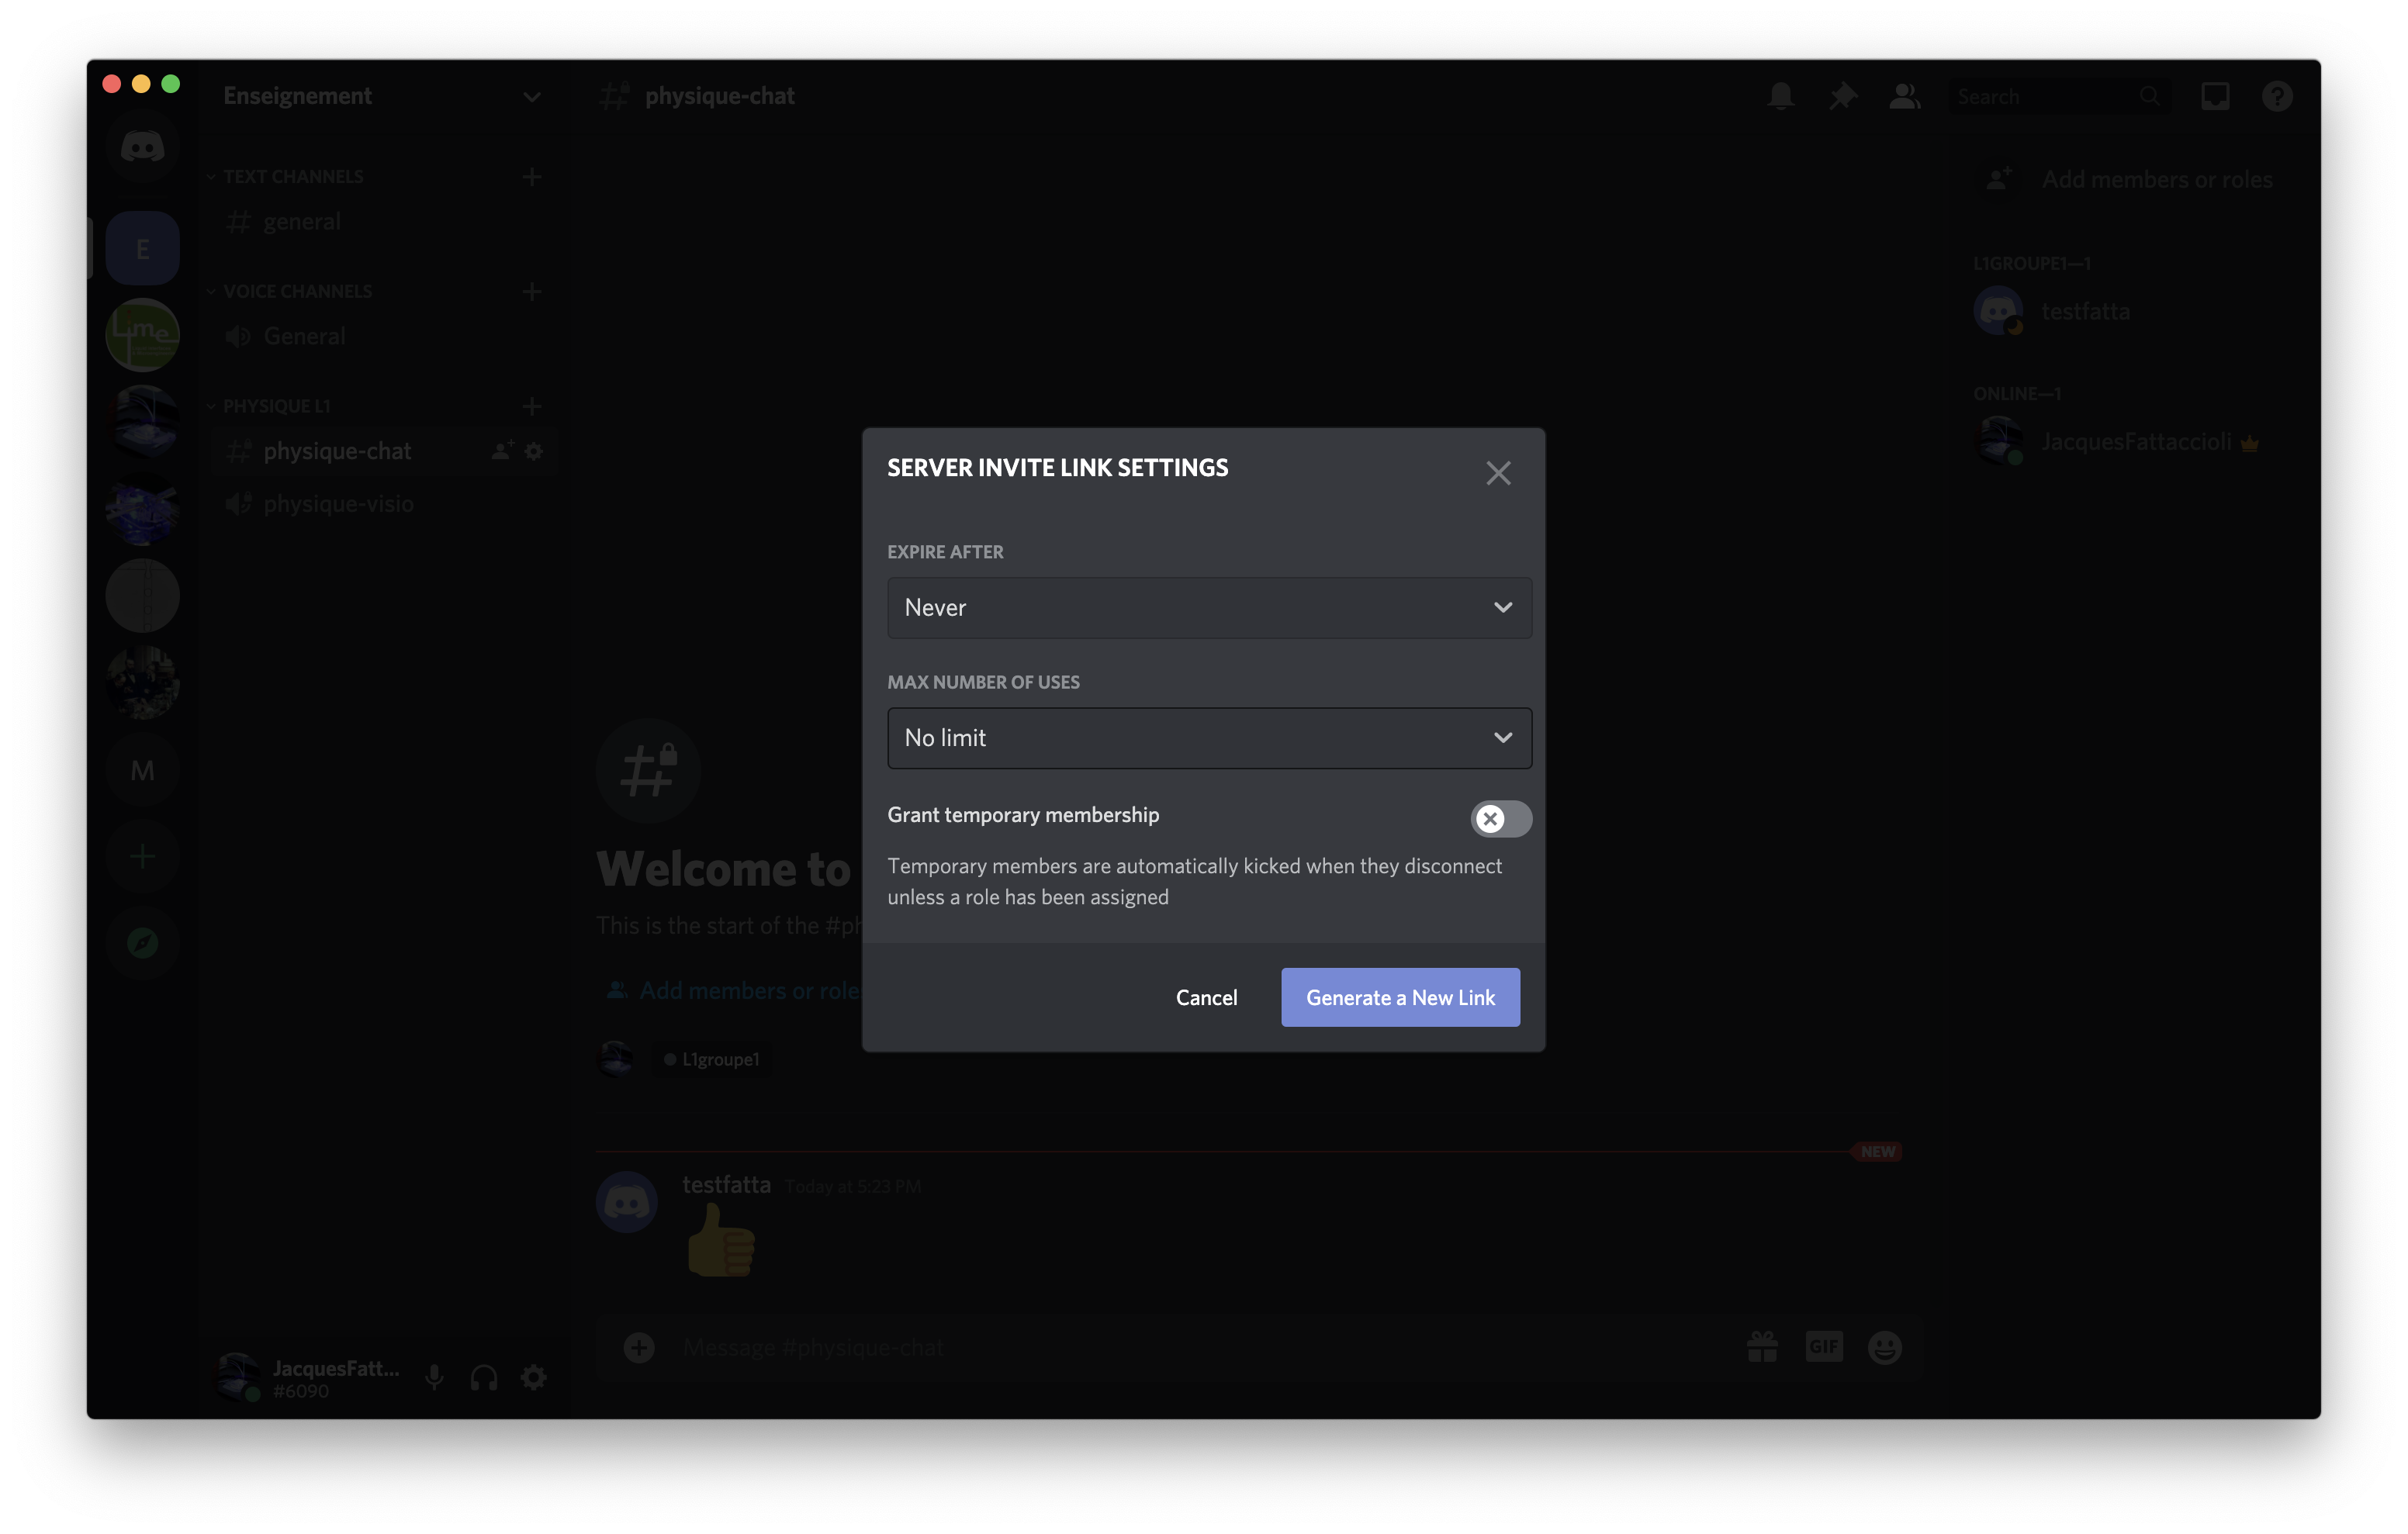 Enseignement
physique-chat
Search
TEXT CHANNELS
general
VOICE CHANNELS
General
PHYSIQUE L1
physique-chat
physique-visio
E
Lime
M
JacquesFatt...
#6090
Add members or roles
L1GROUPE1—1
testfatta
ONLINE—1
JacquesFattaccioli
SERVER INVITE LINK SETTINGS
EXPIRE AFTER
Never
MAX NUMBER OF USES
No limit
Grant temporary membership
Temporary members are automatically kicked when they disconnect
unless a role has been assigned
Cancel
Generate a New Link
Welcome to
This is the start of the #ph
Add members or role
L1groupe1
NEW
testfatta Today at 5:23 PM
Message #physique-chat
GIF